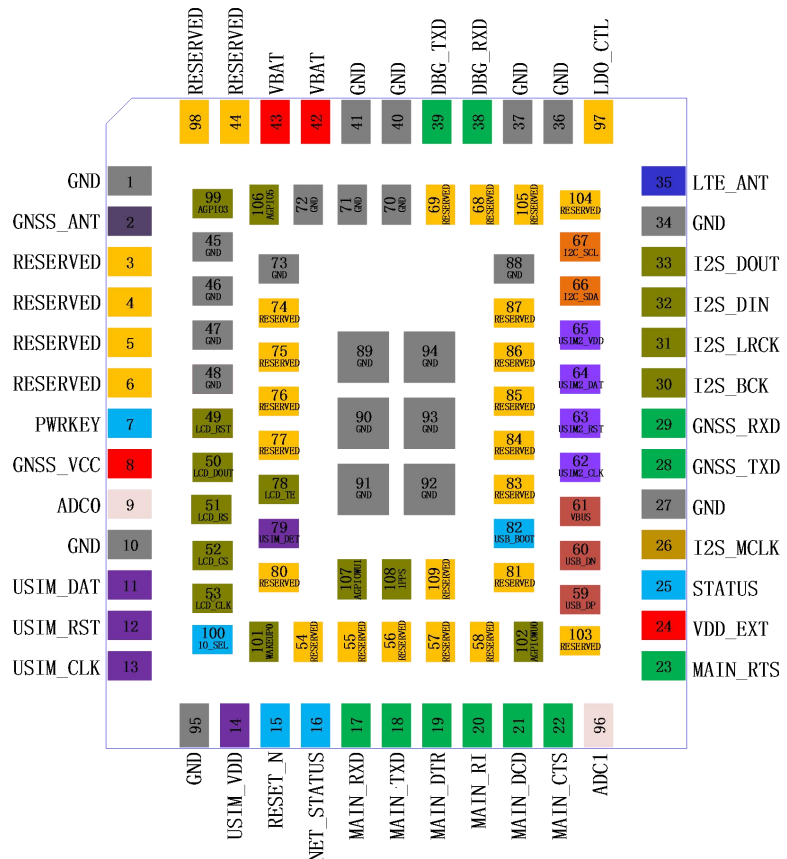 RESERVED
RESERVED
VBAT
VBAT
GND
GND
DBG_TXD
DBG_RXD
GND
GND
LDO_CTL
98
44
43
42
41
40
39
38
37
36
97
GND 1
GNSS_ANT 2
RESERVED 3
RESERVED 4
RESERVED 5
RESERVED 6
PWRKEY 7
GNSS_VCC 8
ADC0 9
GND 10
USIM_DAT 11
USIM_RST 12
USIM_CLK 13
99
AGPIO3
45
GND
46
GND
47
GND
48
GND
49
LCD_RST
50
LCD_DOUT
51
LCD_RS
52
LCD_CS
53
LCD_CLK
100
IO_SEL
106
AGPIO5
72
GND
71
GND
70
GND
69
RESERVED
68
RESERVED
105
RESERVED
73
GND
74
RESERVED
75
RESERVED
76
RESERVED
77
RESERVED
78
LCD_TE
79
USIM_DET
80
RESERVED
89
GND
94
GND
90
GND
93
GND
91
GND
92
GND
88
GND
87
RESERVED
86
RESERVED
85
RESERVED
84
RESERVED
83
RESERVED
82
USB_BOOT
81
RESERVED
107
AGPIOWU1
108
1PPS
109
RESERVED
101
WAKEUP0
54
RESERVED
55
RESERVED
56
RESERVED
57
RESERVED
58
RESERVED
102
AGPIOWU0
104
RESERVED
67
I2C_SCL
66
I2C_SDA
65
USIM2_VDD
64
USIM2_DAT
63
USIM2_RST
62
USIM2_CLK
61
VBUS
60
USB_DN
59
USB_DP
103
RESERVED
35 LTE_ANT
34 GND
33 I2S_DOUT
32 I2S_DIN
31 I2S_LRCK
30 I2S_BCK
29 GNSS_RXD
28 GNSS_TXD
27 GND
26 I2S_MCLK
25 STATUS
24 VDD_EXT
23 MAIN_RTS
95
14
15
16
17
18
19
20
21
22
96
GND
USIM_VDD
RESET_N
NET_STATUS
MAIN_RXD
MAIN_TXD
MAIN_DTR
MAIN_RI
MAIN_DCD
MAIN_CTS
ADC1